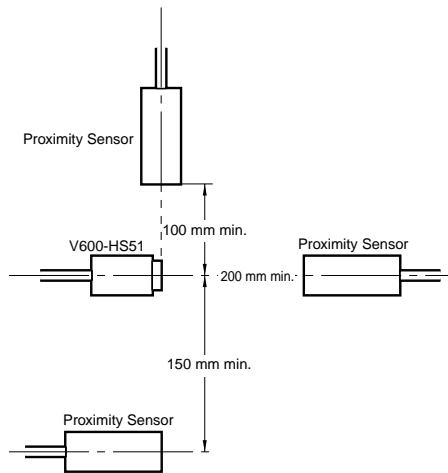 Proximity Sensor
100 mm min.
V600-HS51
Proximity Sensor
200 mm min.
150 mm min.
Proximity Sensor